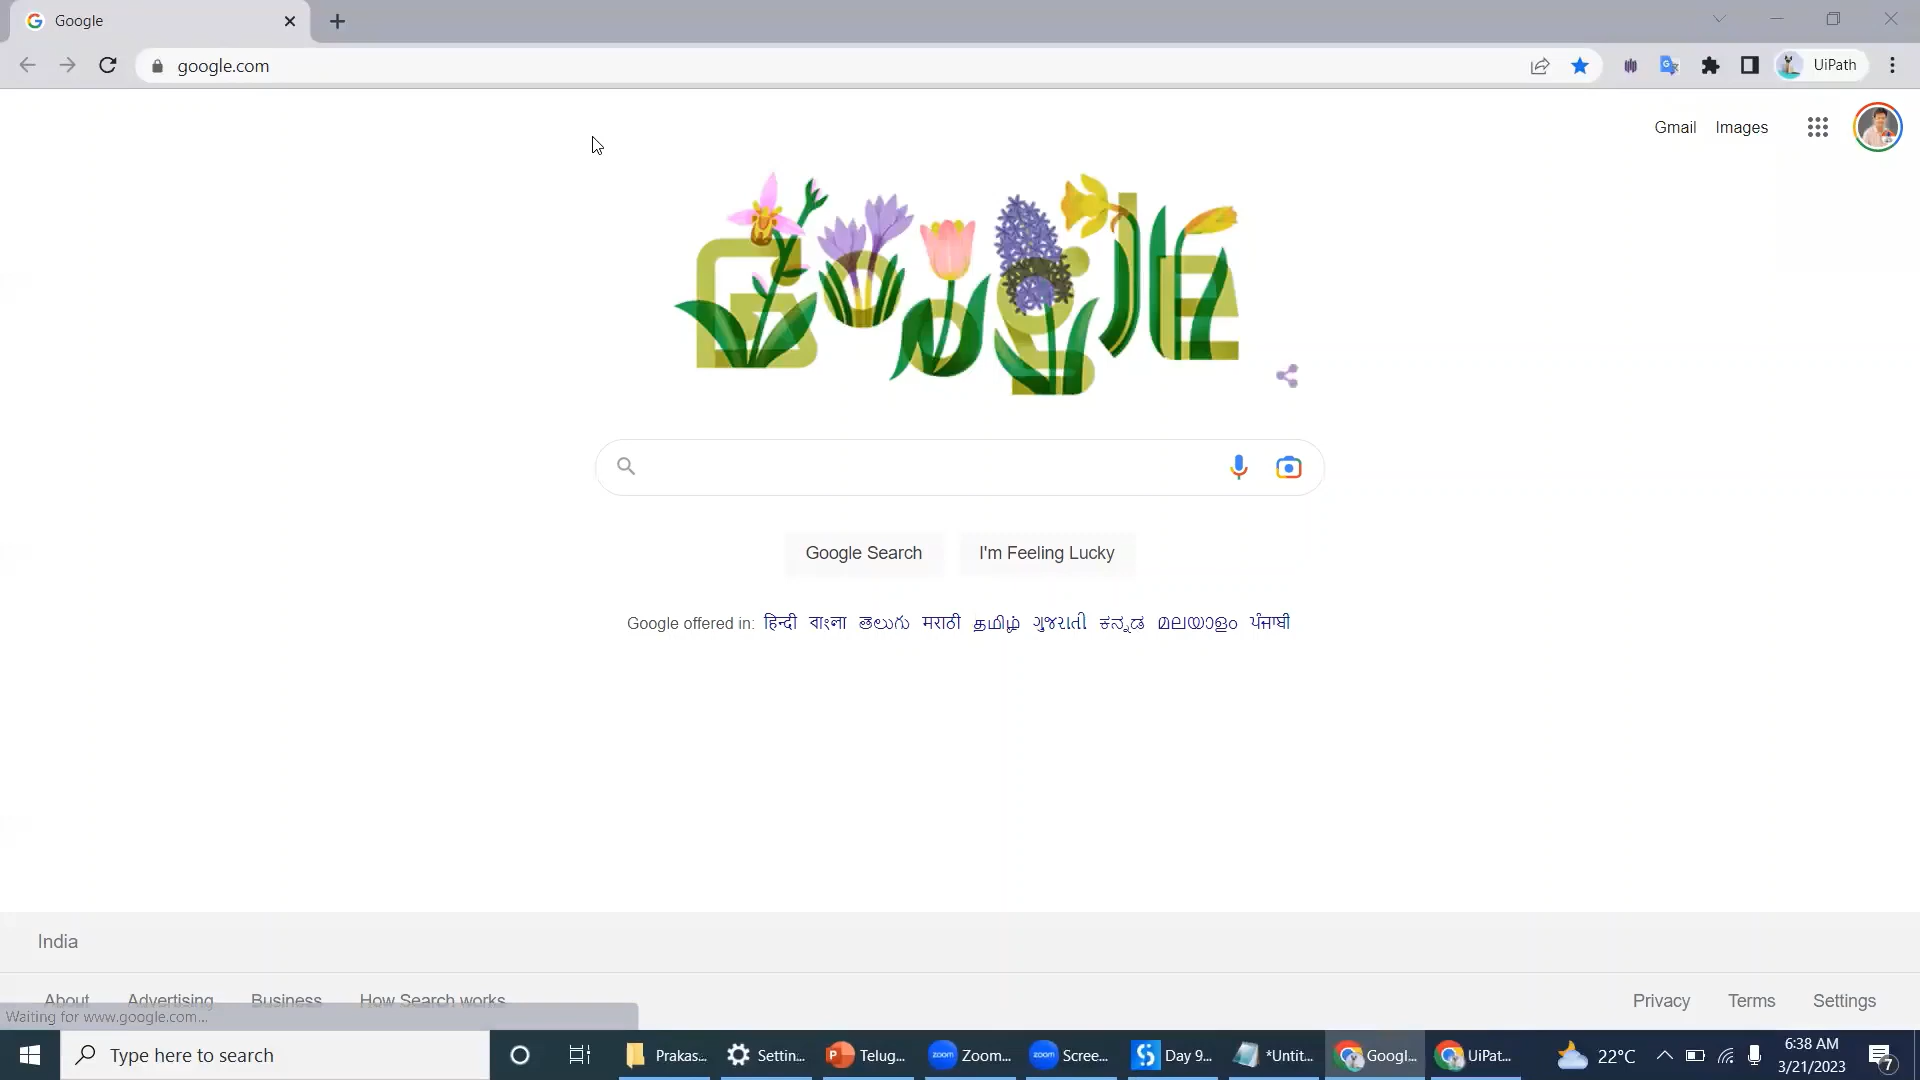 Google
google.com
UiPath
Gmail Images
Google
Google Search I'm Feeling Lucky
Google offered in: हिन्दी বাংলা తెలుగు मराठी தமிழ் ગુજરાતી ಕನ್ನಡ മലയാളം ਪੰਜਾਬੀ
India
About Advertising Business How Search works
Privacy Terms Settings
Waiting for www.google.com...
Type here to search
Prakas... Settin... Telug... Zoom... Scree... Day 9... *Untit... Googl... UiPat...
22°C
6:38 AM
3/21/2023
7